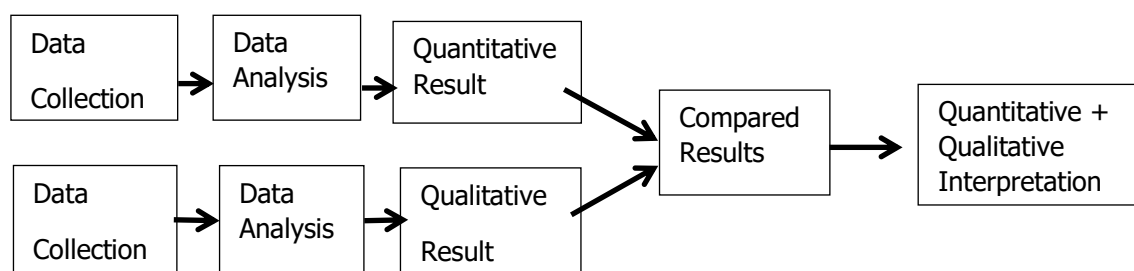 Data
Collection
Data
Analysis
Quantitative
Result
Data
Collection
Data
Analysis
Qualitative
Result
Compared
Results
Quantitative +
Qualitative
Interpretation